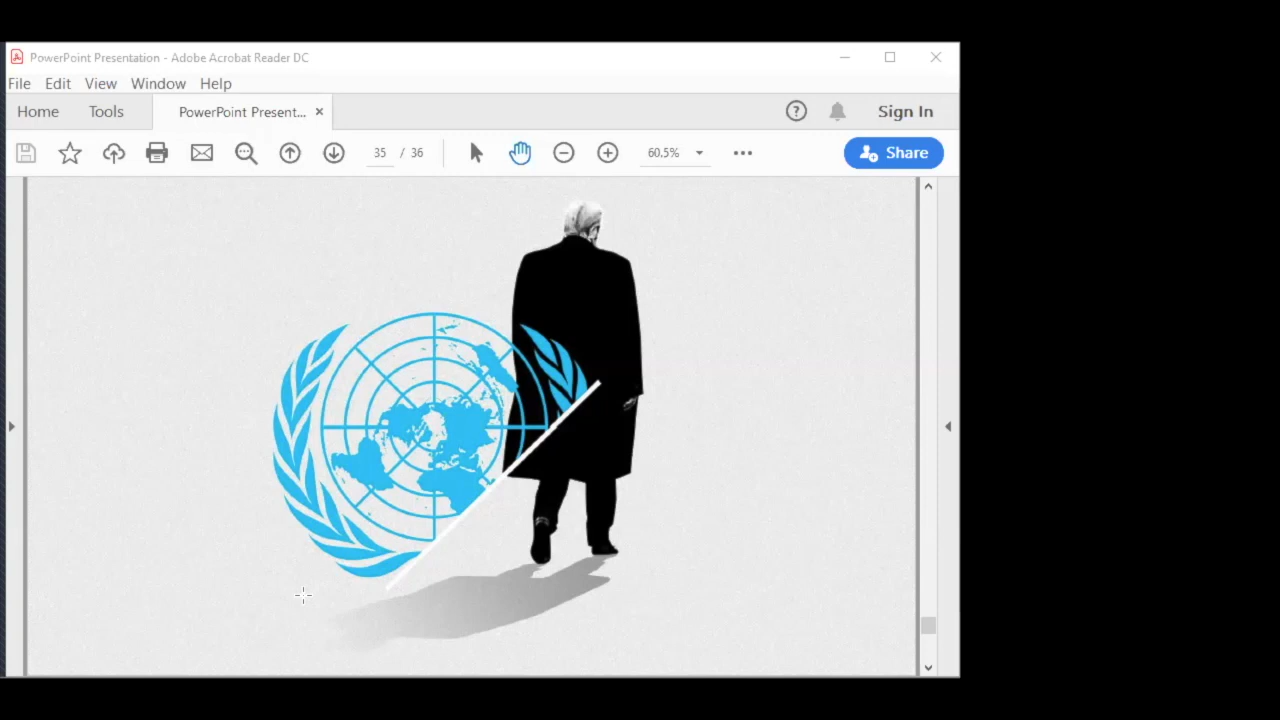 PowerPoint Presentation - Adobe Acrobat Reader DC
File Edit View Window Help
Home Tools PowerPoint Present... × ? Sign In
35 / 36 60.5% Share